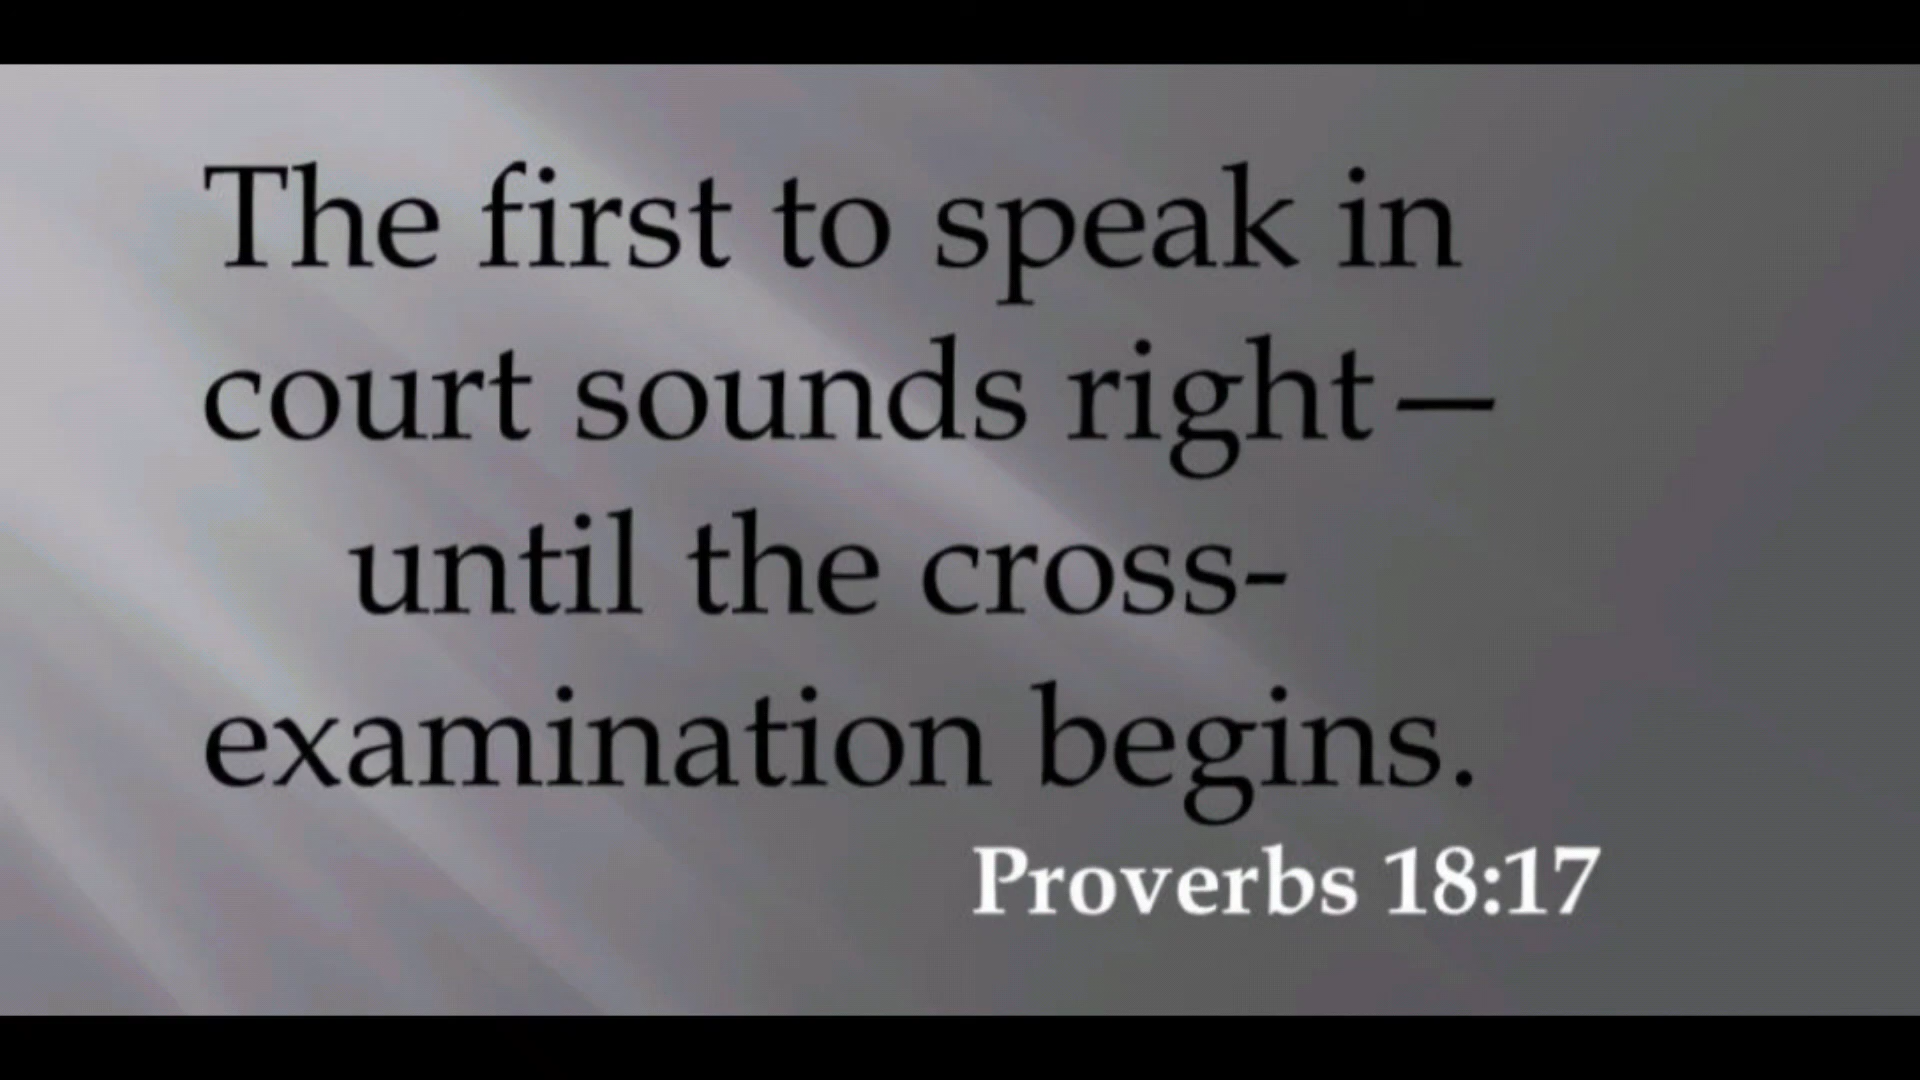 The first to speak in
court sounds right—
until the cross-
examination begins.
Proverbs 18:17